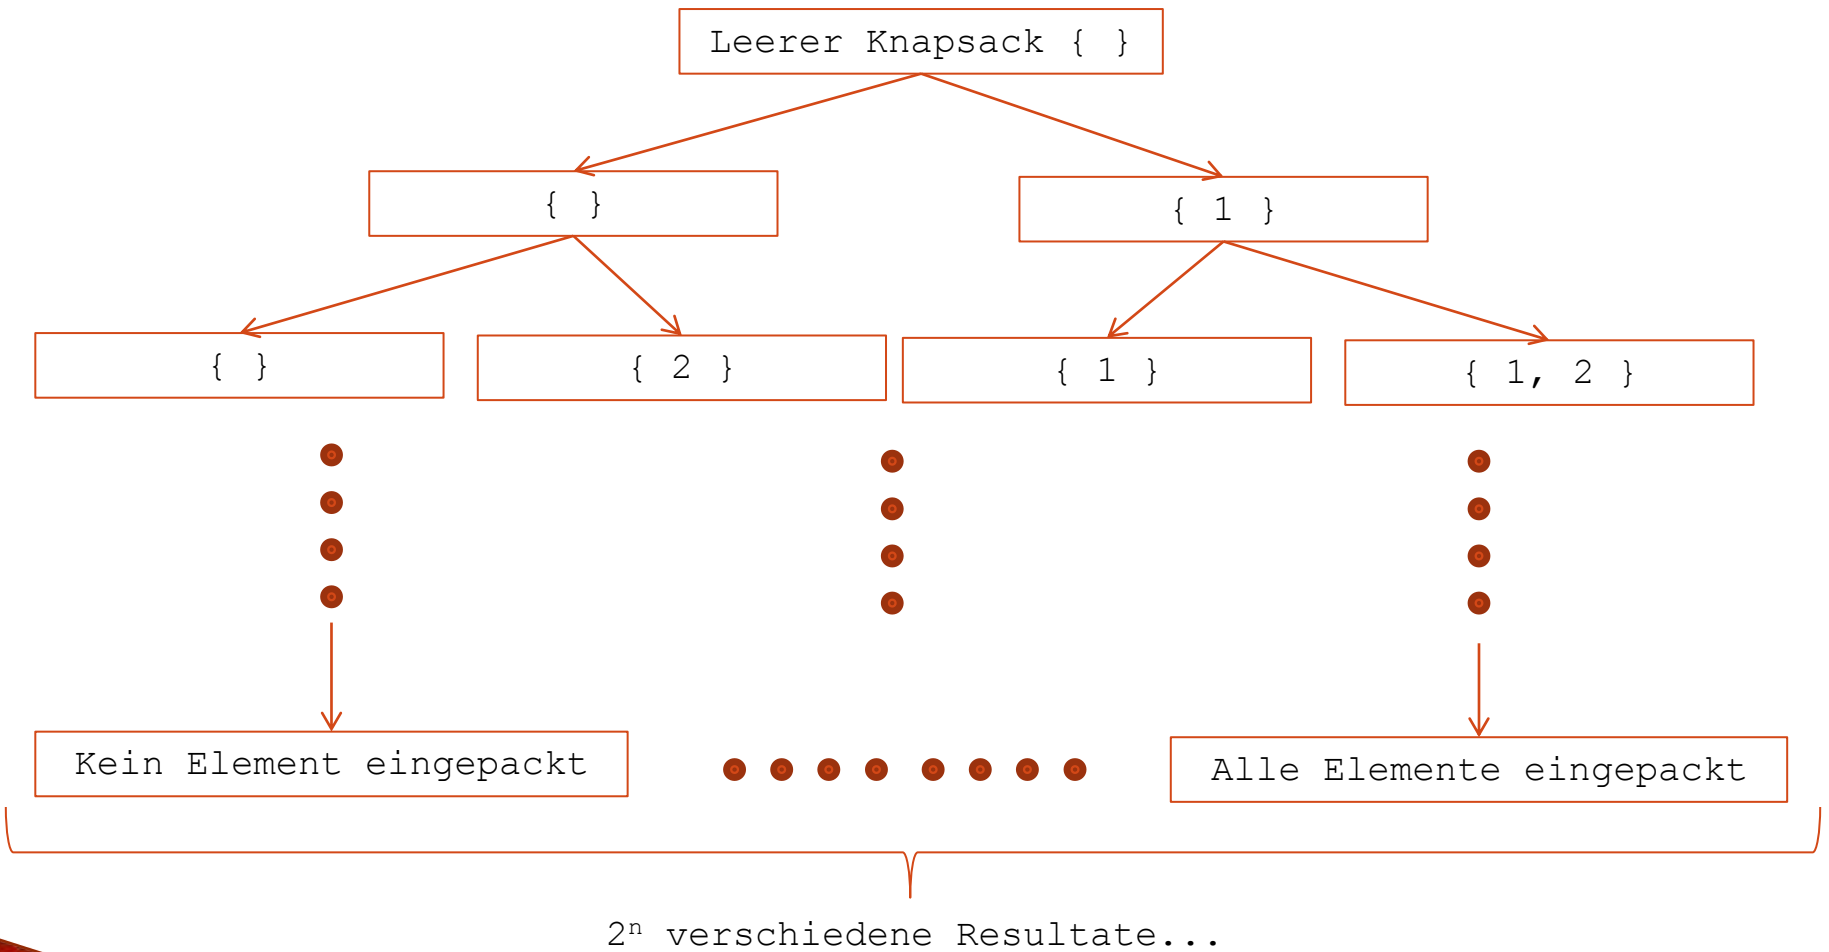 Leerer Knapsack { }
{ }
{ 1 }
{ }
{ 2 }
{ 1 }
{ 1, 2 }
Kein Element eingepackt
Alle Elemente eingepackt
2ⁿ verschiedene Resultate...